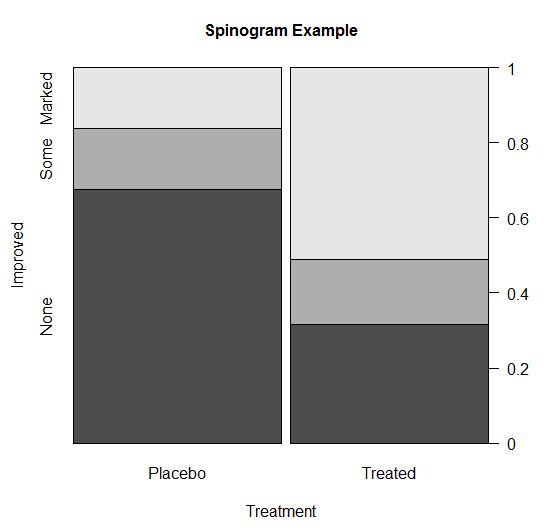 Spinogram Example
Marked
Some
None
Improved
1
0.8
0.6
0.4
0.2
0
Placebo
Treated
Treatment